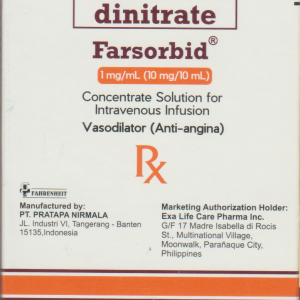 dinitrate
Farsorbid®
1 mg/mL (10 mg/10 mL)
Concentrate Solution for
Intravenous Infusion
Vasodilator (Anti-angina)
Rx
FAHRENHEIT
Manufactured by:
PT. PRATAPA NIRMALA
JL. Industri VI, Tangerang - Banten
15135,Indonesia
Marketing Authorization Holder:
Exa Life Care Pharma Inc.
G/F 17 Madre Isabella di Rocis
St., Multinational Village,
Moonwalk, Parañaque City,
Philippines